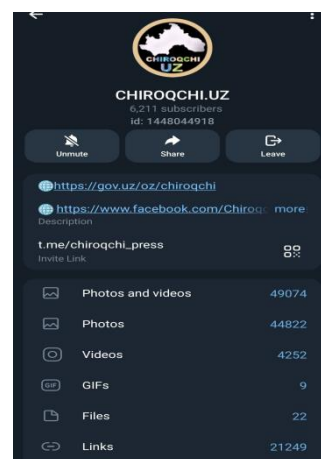 CHIROQCHI
UZ
CHIROQCHI.UZ
6,211 subscribers
id: 1448044918
Unmute
Share
Leave
https://gov.uz/oz/chiroqchi
https://www.facebook.com/Chiroqc more
Description
t.me/chiroqchi_press
Invite Link
Photos and videos 49074
Photos 44822
Videos 4252
GIF GIFs 9
Files 22
Links 21249